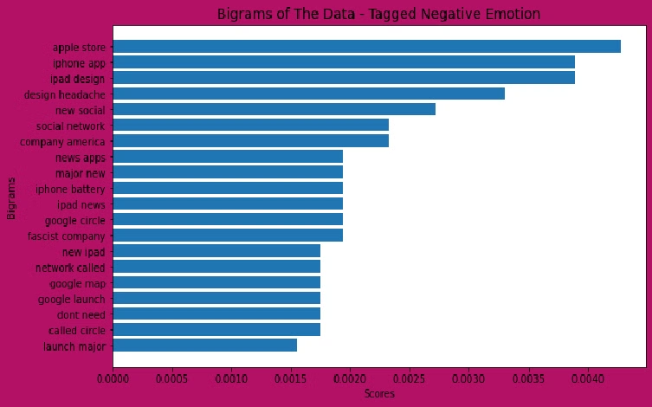 Bigrams of The Data - Tagged Negative Emotion
apple store
iphone app
ipad design
design headache
new social
social network
company america
news apps
major new
iphone battery
ipad news
google circle
fascist company
new ipad
network called
google map
google launch
dont need
called circle
launch major
Bigrams
0.0000 0.0005 0.0010 0.0015 0.0020 0.0025 0.0030 0.0035 0.0040
Scores